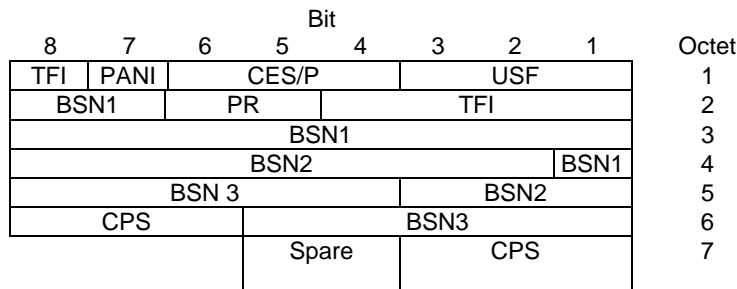 Bit
8 7 6 5 4 3 2 1 Octet
TFI PANI CES/P USF 1
BSN1 PR TFI 2
BSN1 3
BSN2 BSN1 4
BSN 3 BSN2 5
CPS BSN3 6
Spare CPS 7